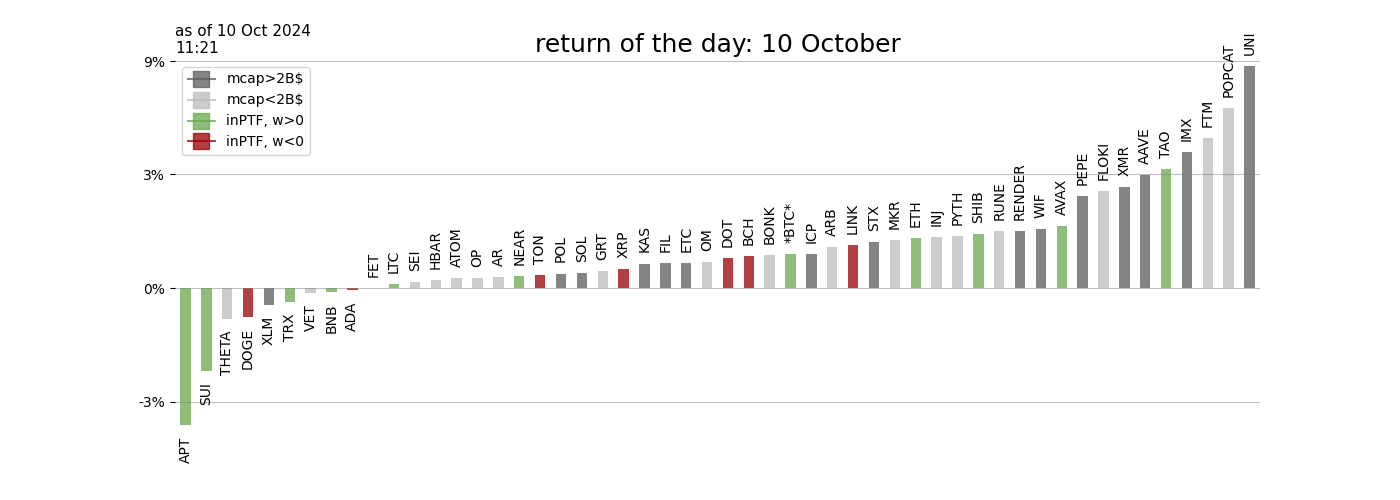 as of 10 Oct 2024
11:21
return of the day: 10 October
9%
3%
0%
-3%
mcap>2B$
mcap<2B$
inPTF, w>0
inPTF, w<0
APT
SUI
THETA
DOGE
XLM
TRX
VET
BNB
ADA
FET
LTC
SEI
HBAR
ATOM
OP
AR
NEAR
TON
POL
SOL
GRT
XRP
KAS
FIL
ETC
OM
DOT
BCH
BONK
*BTC*
ICP
ARB
LINK
STX
MKR
ETH
INJ
PYTH
SHIB
RUNE
RENDER
WIF
AVAX
PEPE
FLOKI
XMR
AAVE
TAO
IMX
FTM
POPCAT
UNI